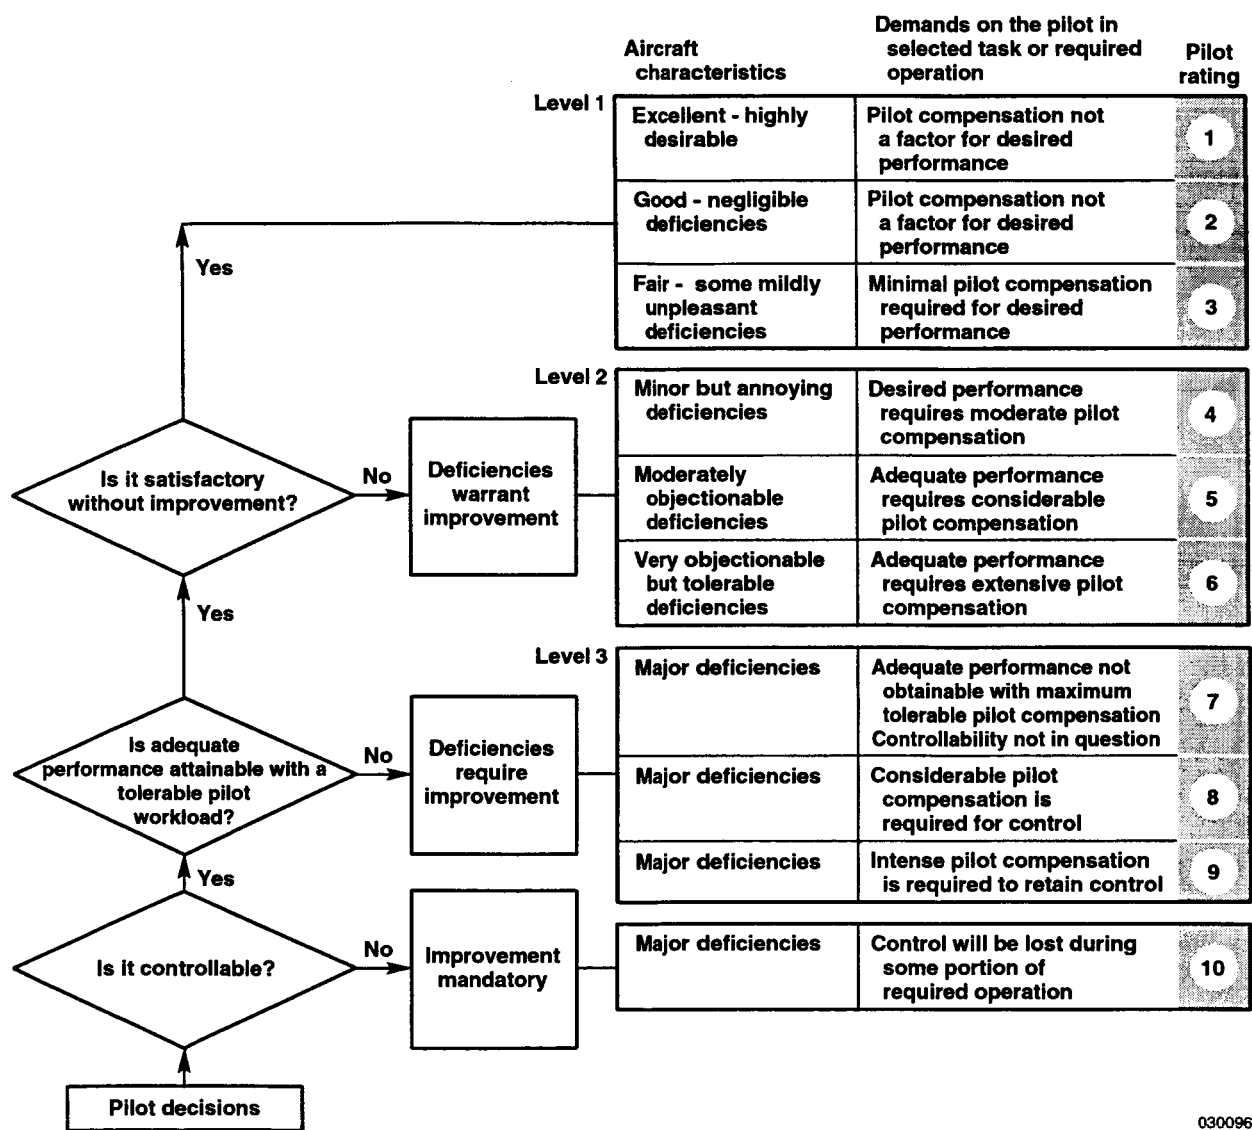 Aircraft
characteristics
Demands on the pilot in
selected task or required
operation
Pilot
rating
Level 1
Excellent - highly
desirable
Pilot compensation not
a factor for desired
performance
1
Good - negligible
deficiencies
Pilot compensation not
a factor for desired
performance
2
Fair - some mildly
unpleasant
deficiencies
Minimal pilot compensation
required for desired
performance
3
Yes
Level 2
Is it satisfactory
without improvement?
No
Deficiencies
warrant
improvement
Minor but annoying
deficiencies
Desired performance
requires moderate pilot
compensation
4
Moderately
objectionable
deficiencies
Adequate performance
requires considerable
pilot compensation
5
Very objectionable
but tolerable
deficiencies
Adequate performance
requires extensive pilot
compensation
6
Yes
Level 3
Is adequate
performance attainable with a
tolerable pilot
workload?
No
Deficiencies
require
improvement
Major deficiencies
Adequate performance not
obtainable with maximum
tolerable pilot compensation
Controllability not in question
7
Major deficiencies
Considerable pilot
compensation is
required for control
8
Major deficiencies
Intense pilot compensation
is required to retain control
9
Yes
Is it controllable?
No
Improvement
mandatory
Major deficiencies
Control will be lost during
some portion of
required operation
10
Pilot decisions
030096